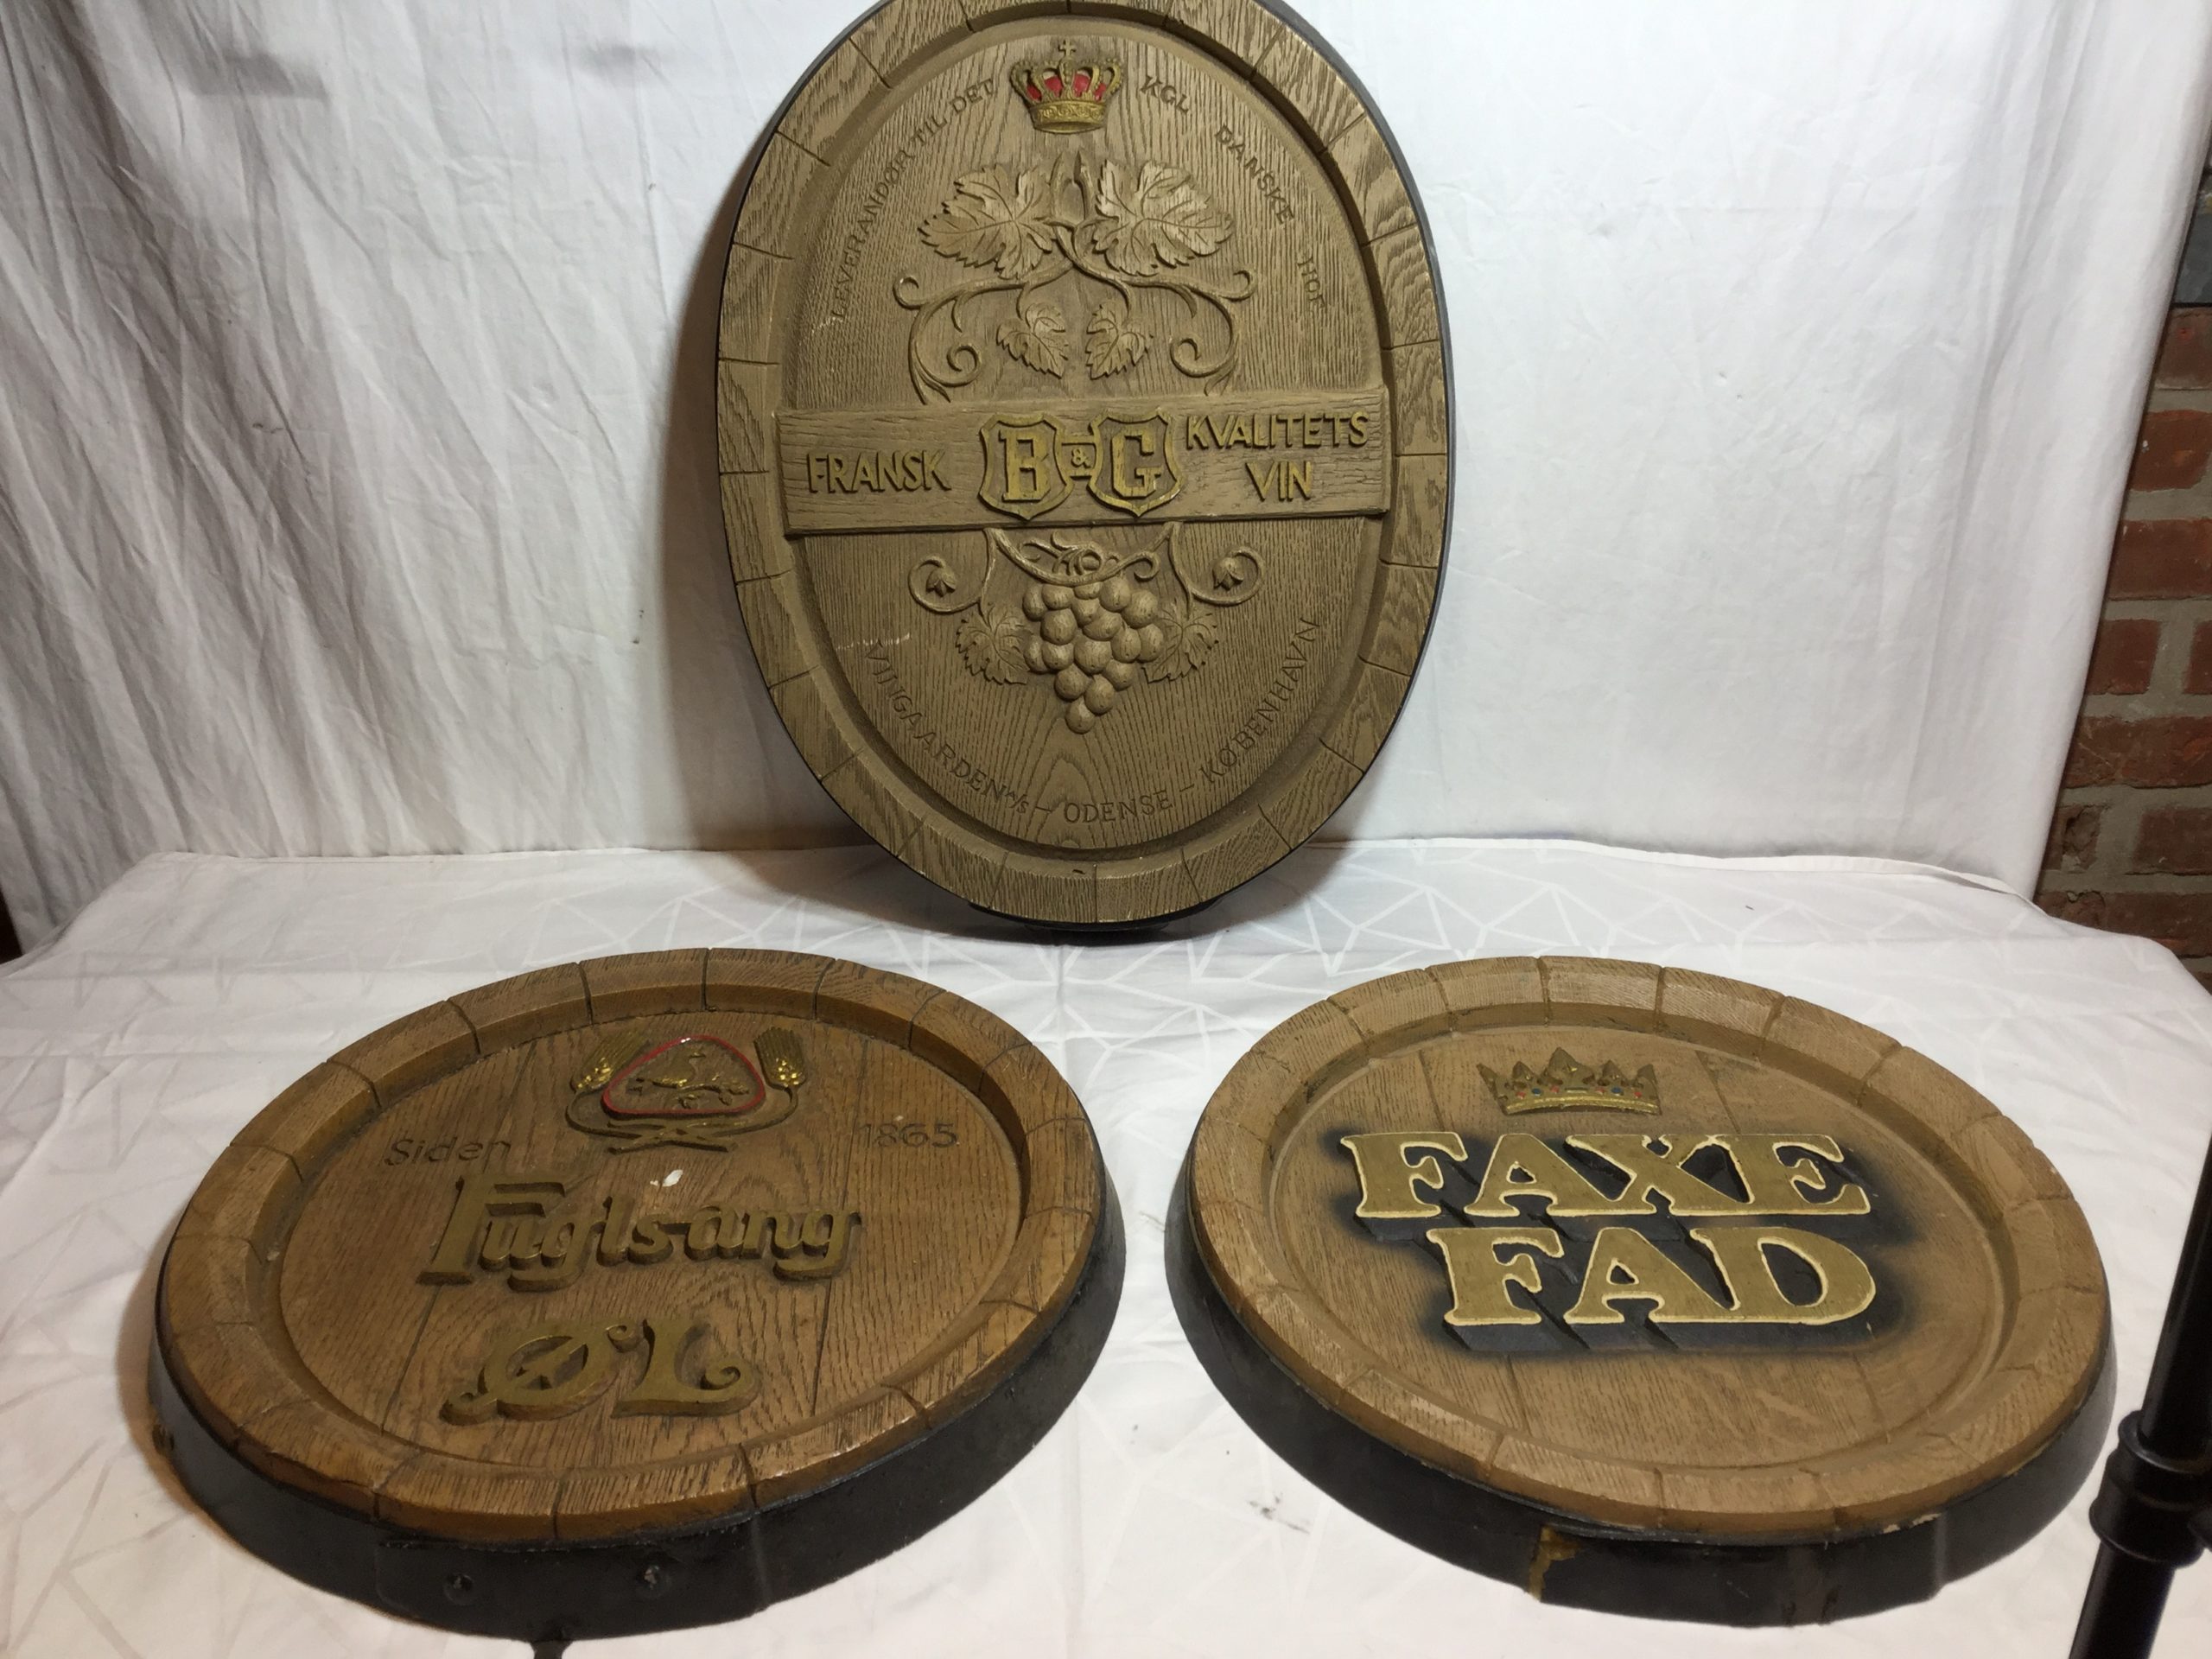 LEVERANDØR TIL DET KGL DANSKE HOF
FRANSK B&G KVALITETS
VIN
VINGAARDEN A/S – ODENSE – KØBENHAVN
Siden 1865
Fuglsang
ØL
FAXE
FAD